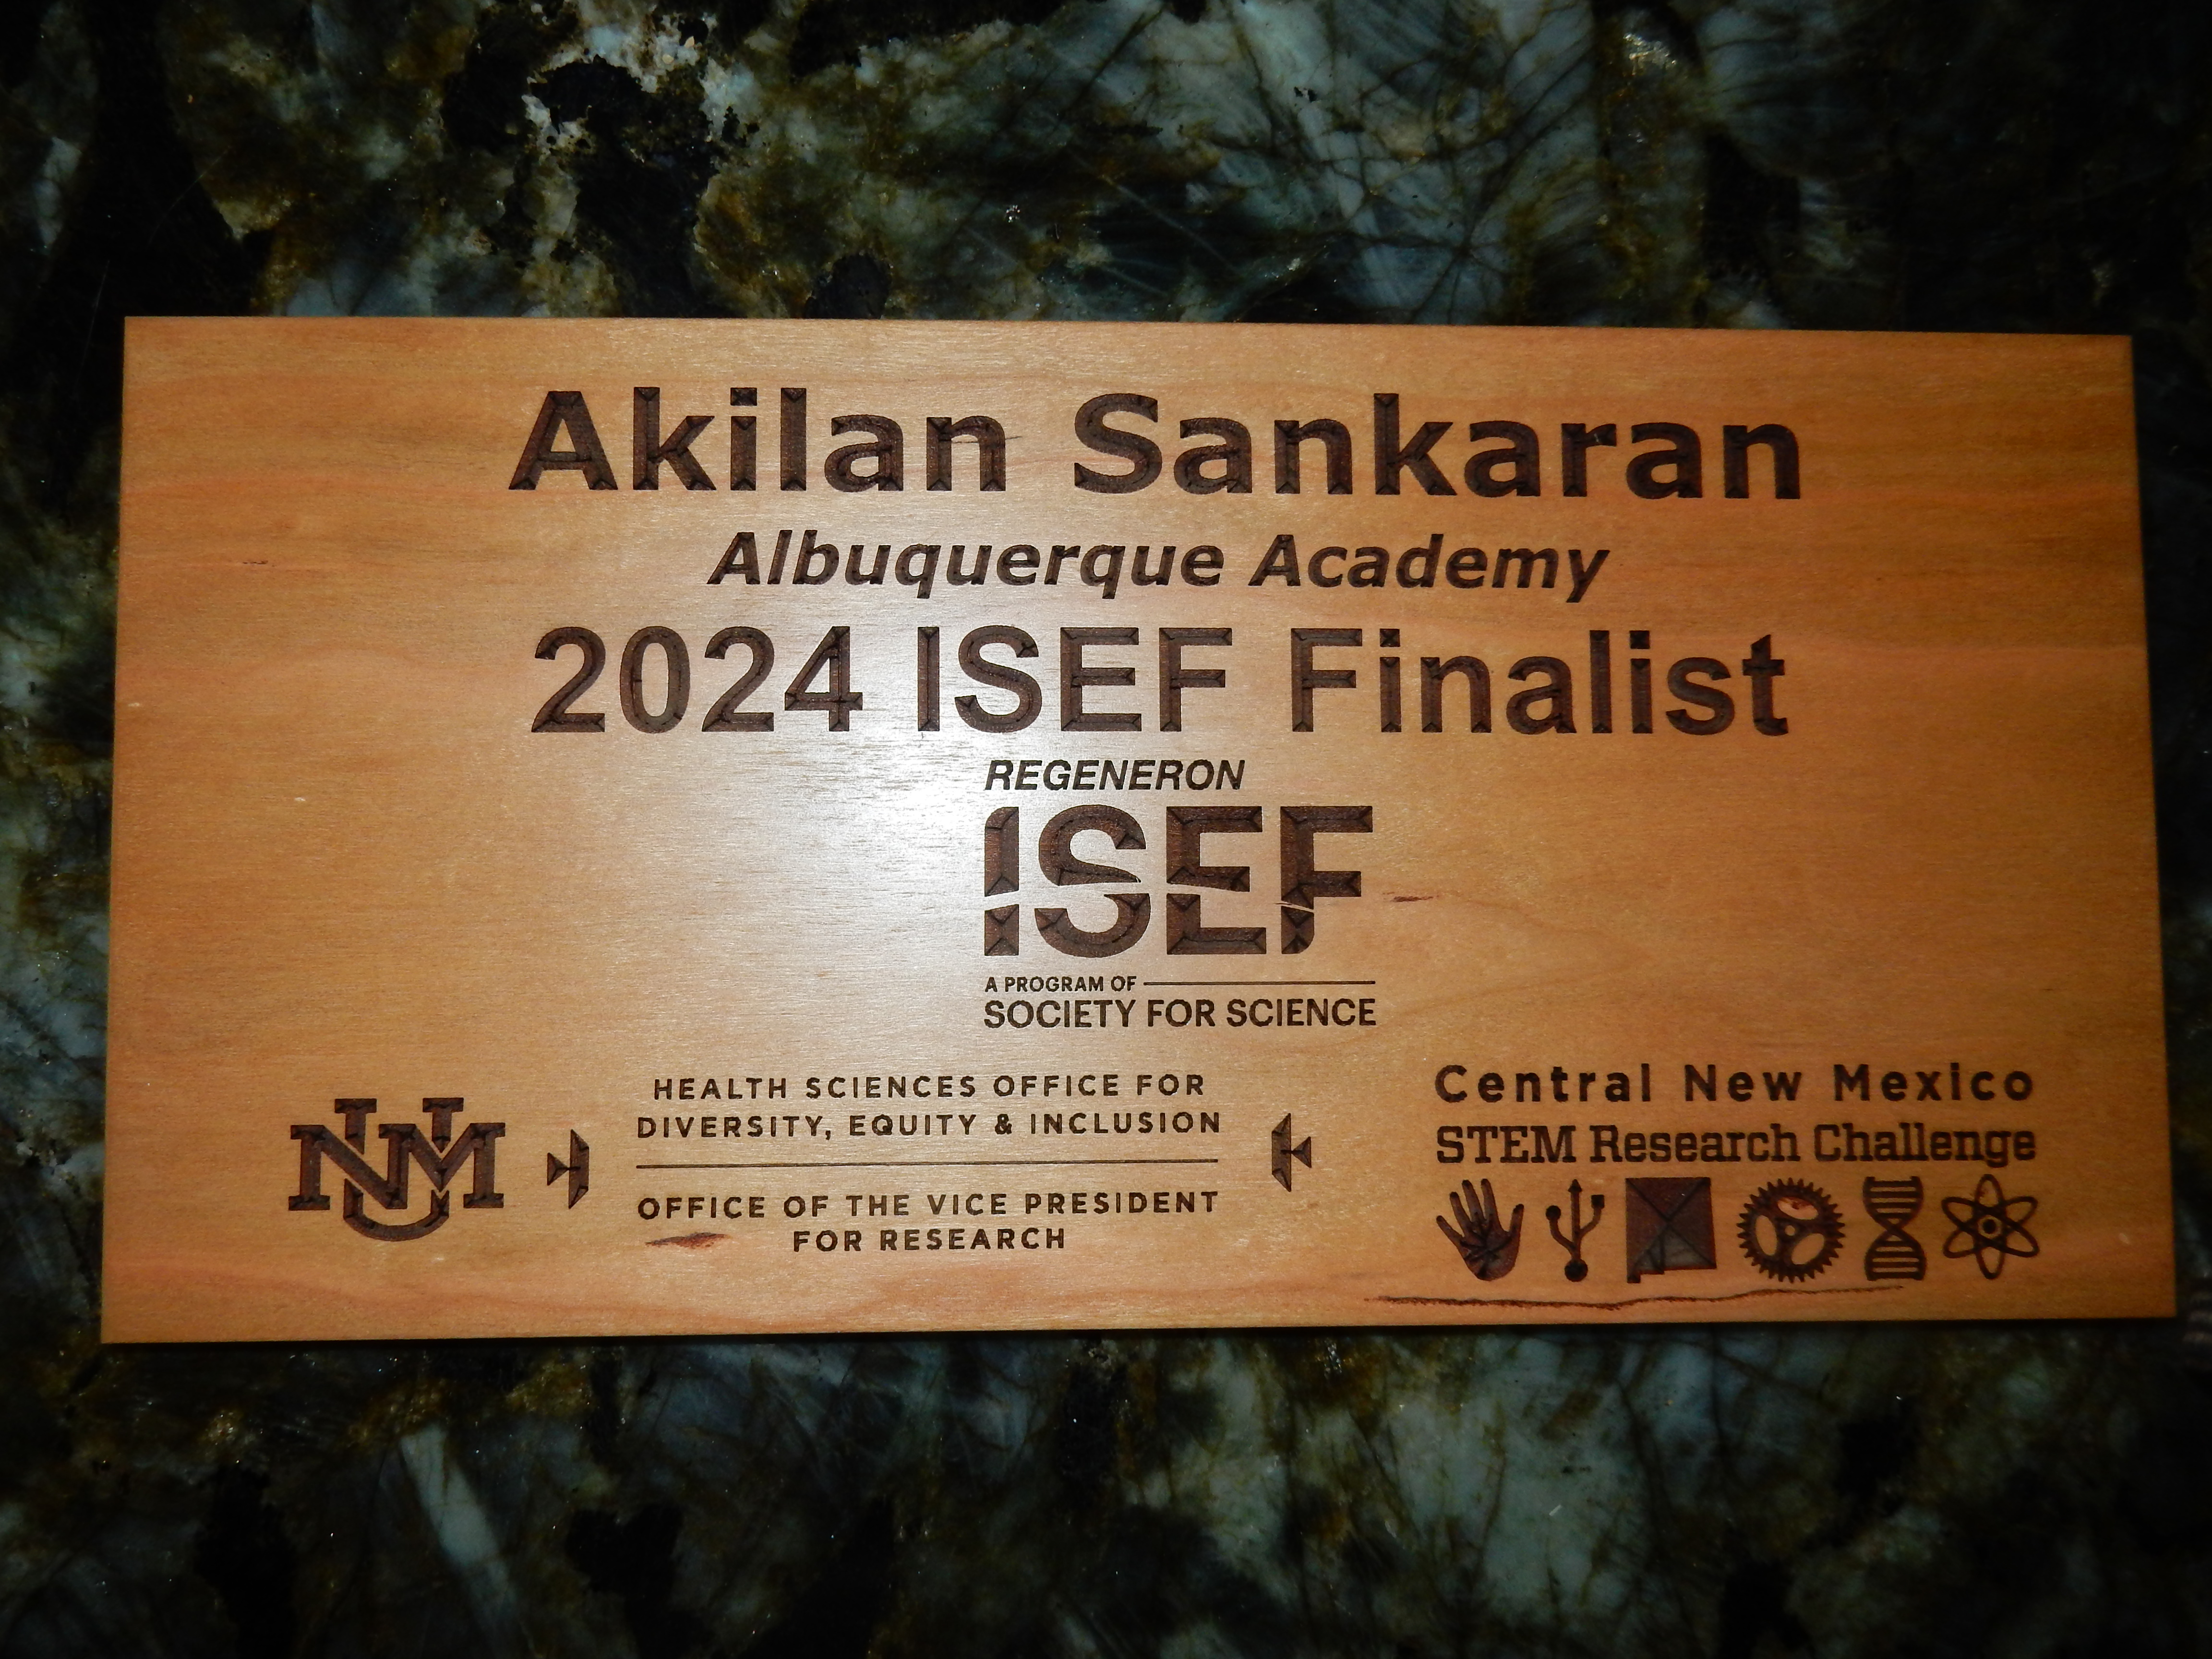 Akilan Sankaran
Albuquerque Academy
2024 ISEF Finalist
REGENERON
ISEF
A PROGRAM OF
SOCIETY FOR SCIENCE
UNM
HEALTH SCIENCES OFFICE FOR
DIVERSITY, EQUITY & INCLUSION
OFFICE OF THE VICE PRESIDENT
FOR RESEARCH
Central New Mexico
STEM Research Challenge